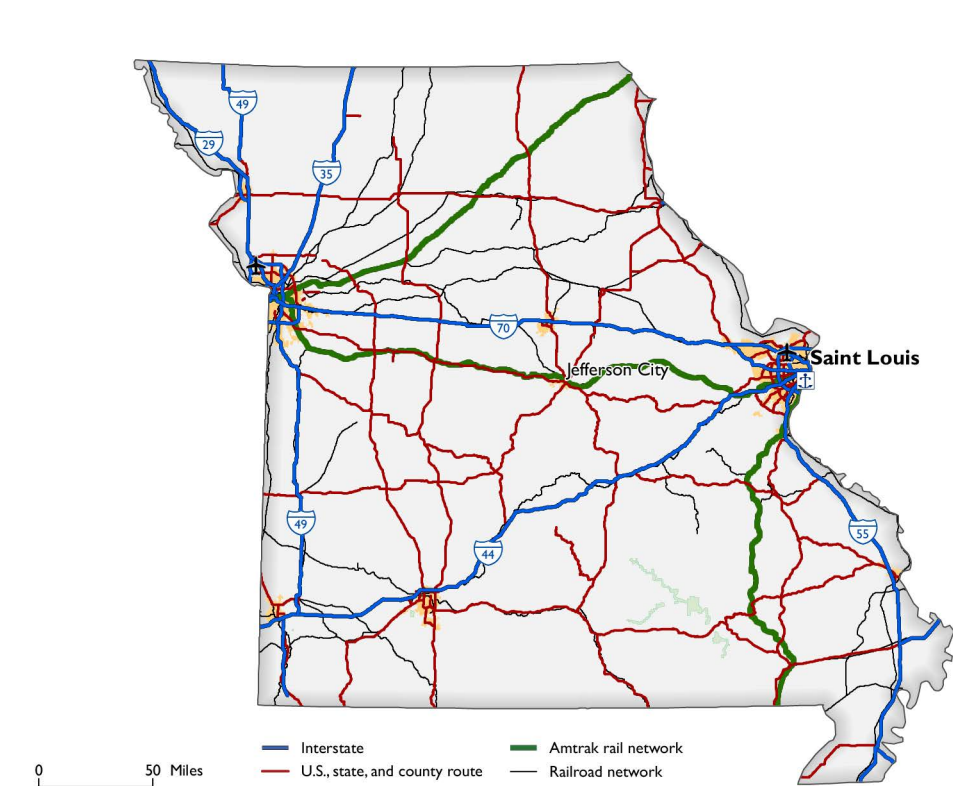 49
29
35
70
Saint Louis
Jefferson City
49
55
44
Interstate
Amtrak rail network
0 50 Miles
U.S., state, and county route
Railroad network